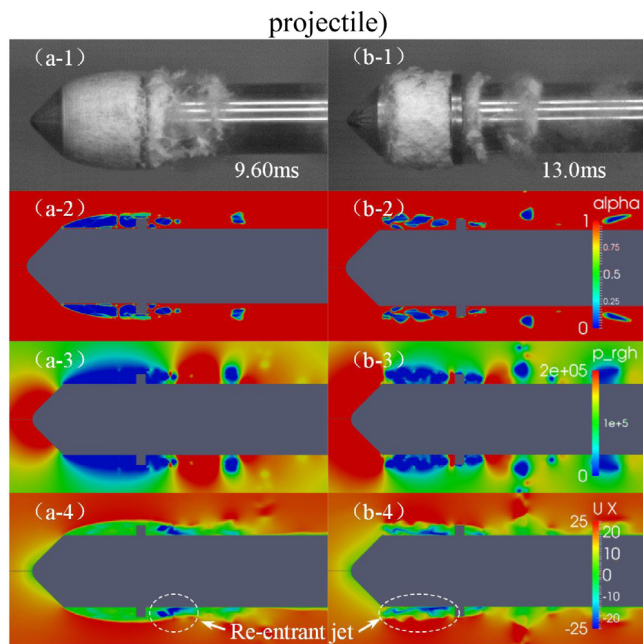 projectile)
(a-1)
(b-1)
9.60ms
13.0ms
(a-2)
(b-2)
alpha
1
0.75
0.5
0.25
0
(a-3)
(b-3)
p_rgh
2e+05
1e+5
0
(a-4)
(b-4)
U X
25
20
10
0
-10
-20
-25
Re-entrant jet